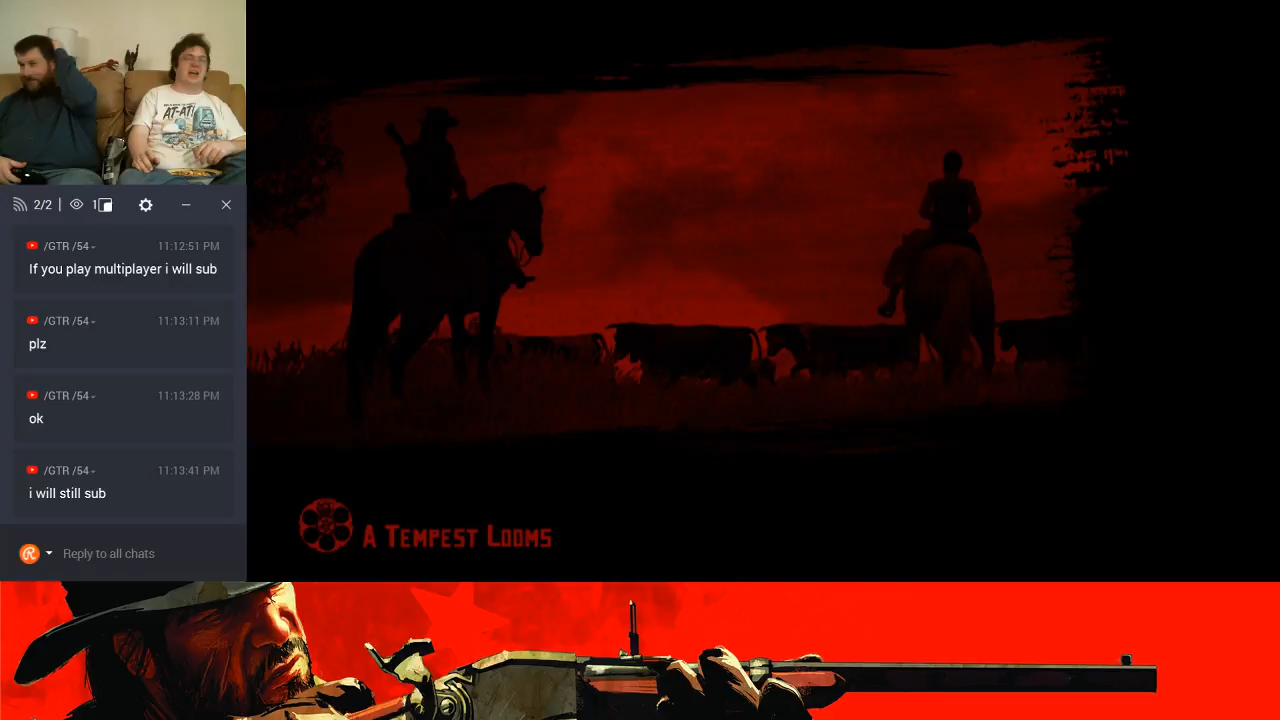 AT-AT!
2/2
1
/GTR /54
11:12:51 PM
If you play multiplayer i will sub
/GTR /54
11:13:11 PM
plz
/GTR /54
11:13:28 PM
ok
/GTR /54
11:13:41 PM
i will still sub
Reply to all chats
A TEMPEST LOOMS